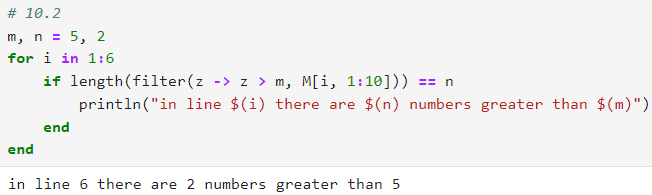 # 10.2
m, n = 5, 2
for i in 1:6
    if length(filter(z -> z > m, M[i, 1:10])) == n
        println("in line $(i) there are $(n) numbers greater than $(m)")
    end
end
in line 6 there are 2 numbers greater than 5